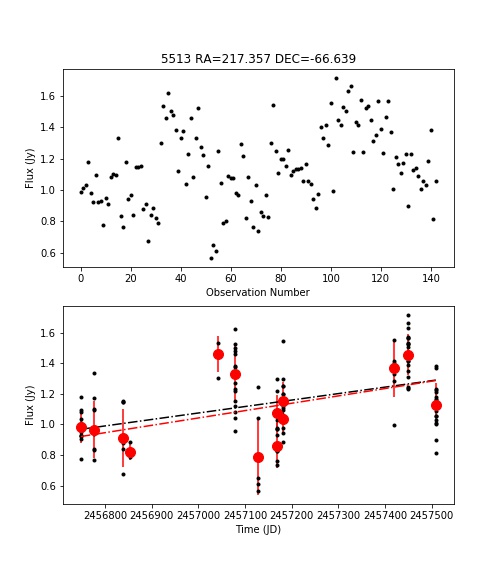 5513 RA=217.357 DEC=-66.639
1.6
1.4
1.2
1.0
0.8
0.6
Flux (Jy)
0 20 40 60 80 100 120 140
Observation Number
1.6
1.4
1.2
1.0
0.8
0.6
Flux (Jy)
2456800 2456900 2457000 2457100 2457200 2457300 2457400 2457500
Time (JD)